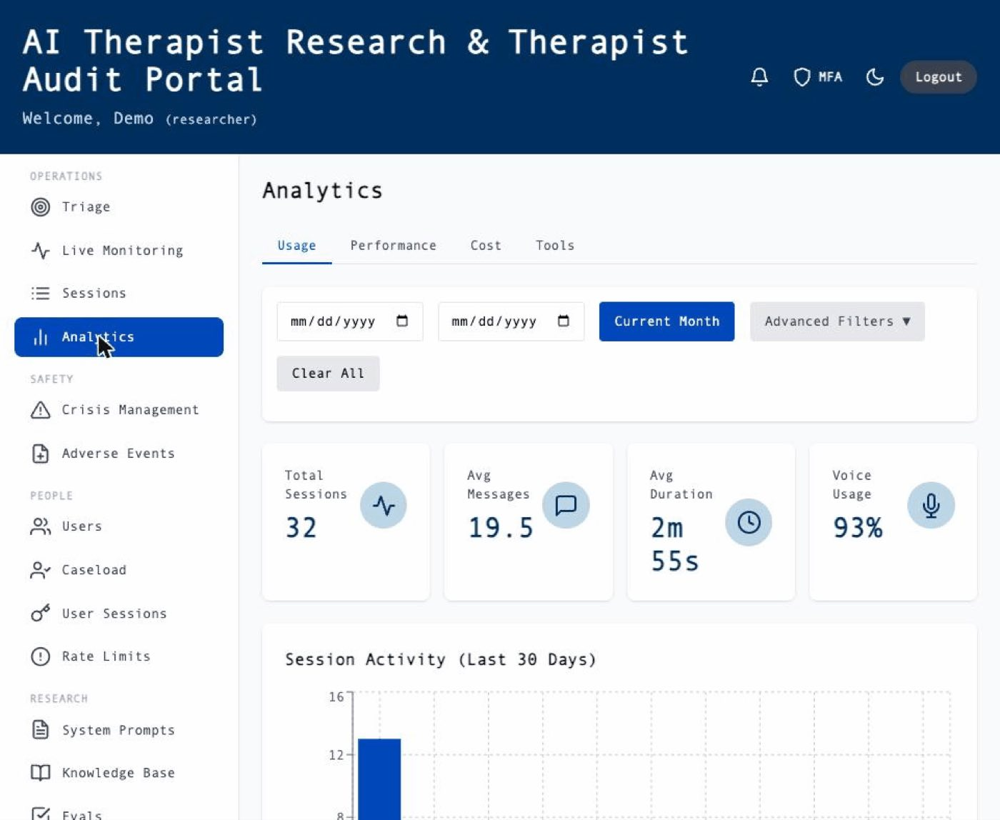 AI Therapist Research & Therapist
Audit Portal
Welcome, Demo (researcher)
MFA
Logout
OPERATIONS
Triage
Live Monitoring
Sessions
Analytics
SAFETY
Crisis Management
Adverse Events
PEOPLE
Users
Caseload
User Sessions
Rate Limits
RESEARCH
System Prompts
Knowledge Base
Evals
Analytics
Usage Performance Cost Tools
mm/dd/yyyy mm/dd/yyyy Current Month Advanced Filters ▼
Clear All
Total
Sessions
32
Avg
Messages
19.5
Avg
Duration
2m
55s
Voice
Usage
93%
Session Activity (Last 30 Days)
16
12
8